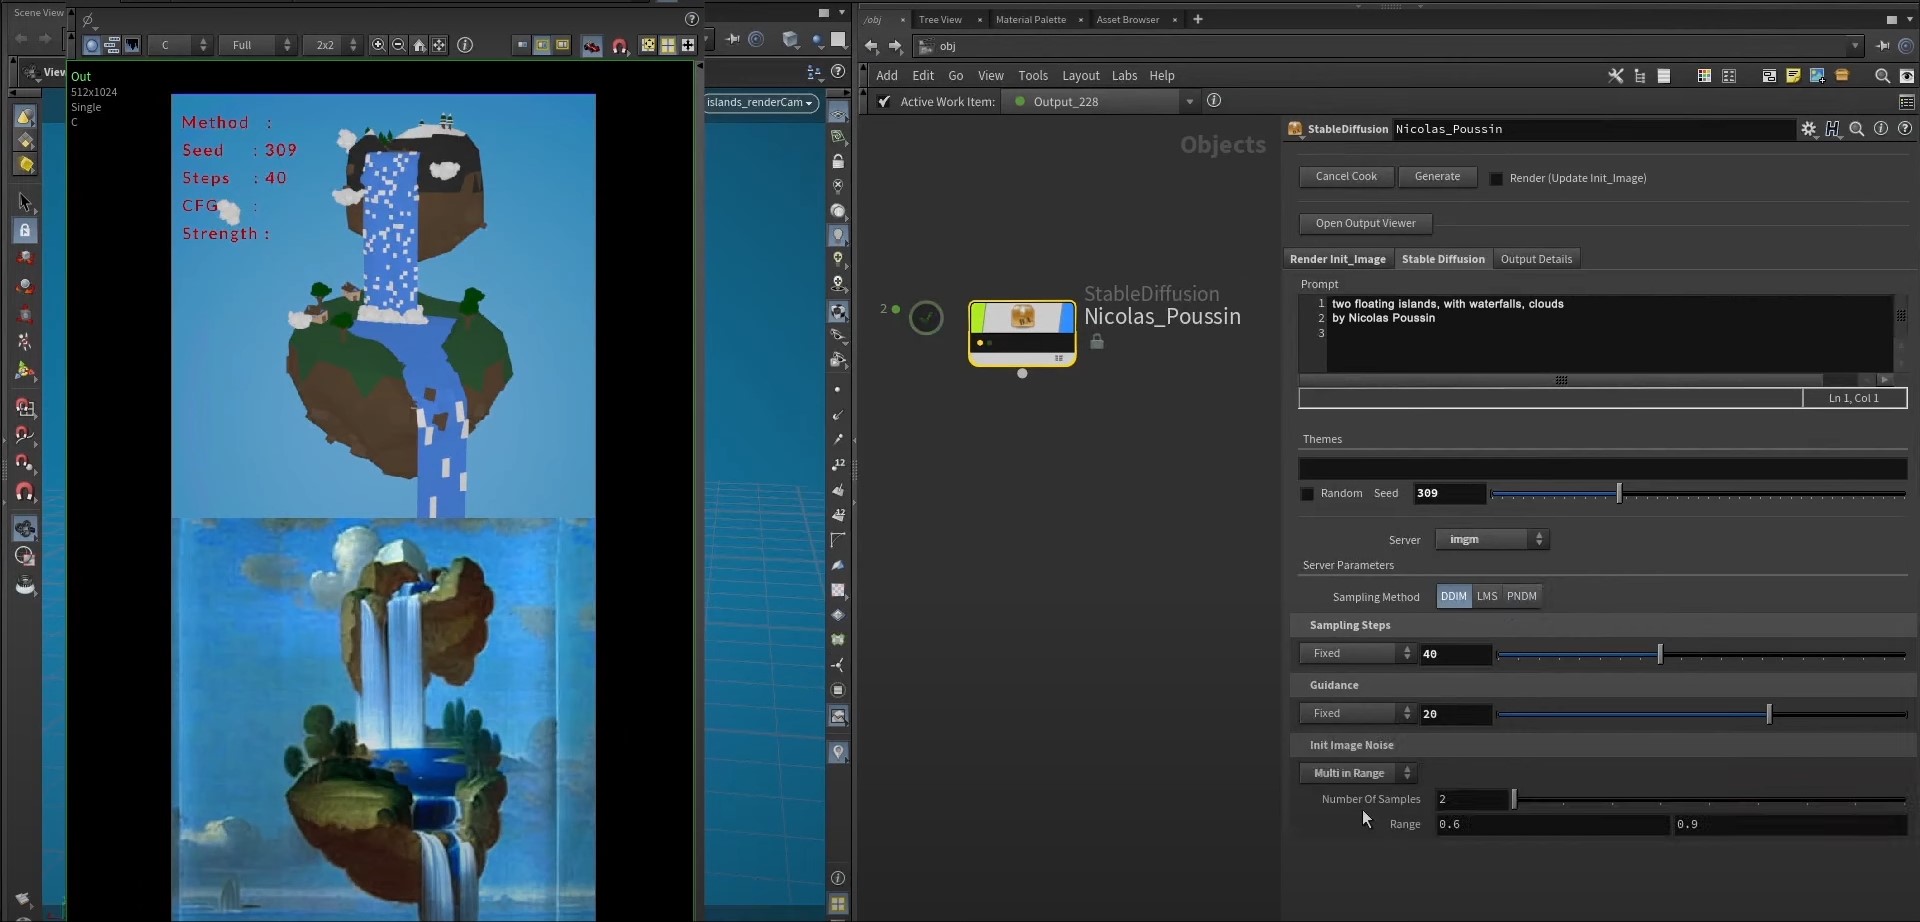 Scene View
/obj
Tree View
Material Palette
Asset Browser
C
Full
2x2
obj
View
Add
Edit
Go
View
Tools
Layout
Labs
Help
Active Work Item:
Output_228
islands_renderCam
Out
512x1024
Single
C
Method :
Seed : 309
Steps : 40
CFG :
Strength :
Objects
2
StableDiffusion
Nicolas_Poussin
12
12
StableDiffusion
Nicolas_Poussin
Cancel Cook
Generate
Render (Update Init_Image)
Open Output Viewer
Render Init_Image
Stable Diffusion
Output Details
Prompt
1 two floating islands, with waterfalls, clouds
2 by Nicolas Poussin
3
Ln 1, Col 1
Themes
Random
Seed
309
Server
imgm
Server Parameters
Sampling Method
DDIM
LMS
PNDM
Sampling Steps
Fixed
40
Guidance
Fixed
20
Init Image Noise
Multi in Range
Number Of Samples
2
Range
0.6
0.9